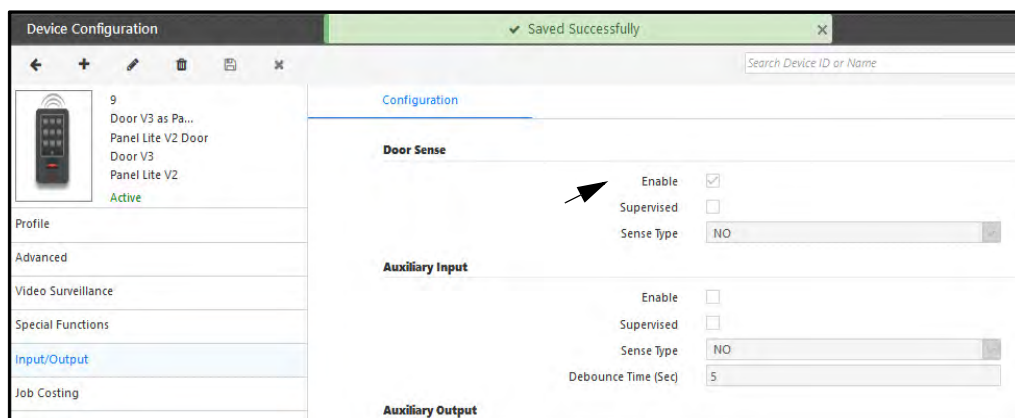 Device Configuration
Saved Successfully
Search Device ID or Name
9
Door V3 as Pa...
Panel Lite V2 Door
Door V3
Panel Lite V2
Active
Profile
Advanced
Video Surveillance
Special Functions
Input/Output
Job Costing
Configuration
Door Sense
Enable
Supervised
Sense Type NO
Auxiliary Input
Enable
Supervised
Sense Type NO
Debounce Time (Sec) 5
Auxiliary Output